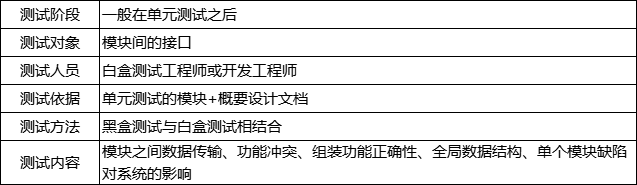 测试阶段 一般在单元测试之后
测试对象 模块间的接口
测试人员 白盒测试工程师或开发工程师
测试依据 单元测试的模块+概要设计文档
测试方法 黑盒测试与白盒测试相结合
测试内容 模块之间数据传输、功能冲突、组装功能正确性、全局数据结构、单个模块缺陷
对系统的影响